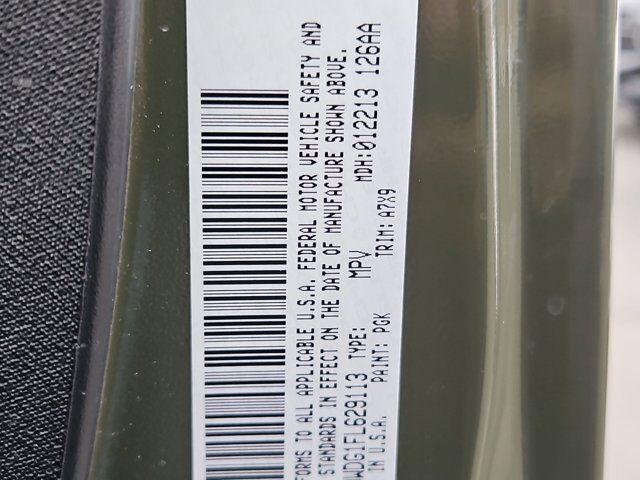 FORMS TO ALL APPLICABLE U.S.A. FEDERAL MOTOR VEHICLE SAFETY AND
STANDARDS IN EFFECT ON THE DATE OF MANUFACTURE SHOWN ABOVE.
WDG1FL629113 TYPE: MPV MDH:012213 126AA
IN U.S.A. PAINT: PGK TRIM: A7X9